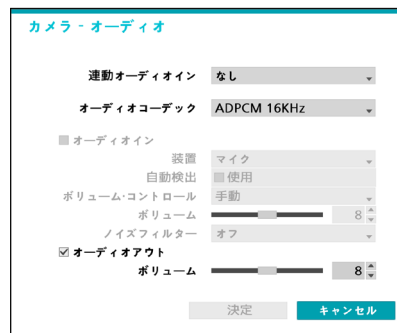 カメラ - オーディオ
連動オーディオイン なし
オーディオコーデック ADPCM 16KHz
オーディオイン
装置 マイク
自動検出 使用
ボリューム·コントロール 手動
ボリューム 8
ノイズフィルター オフ
オーディオアウト
ボリューム 8
決定 キャンセル